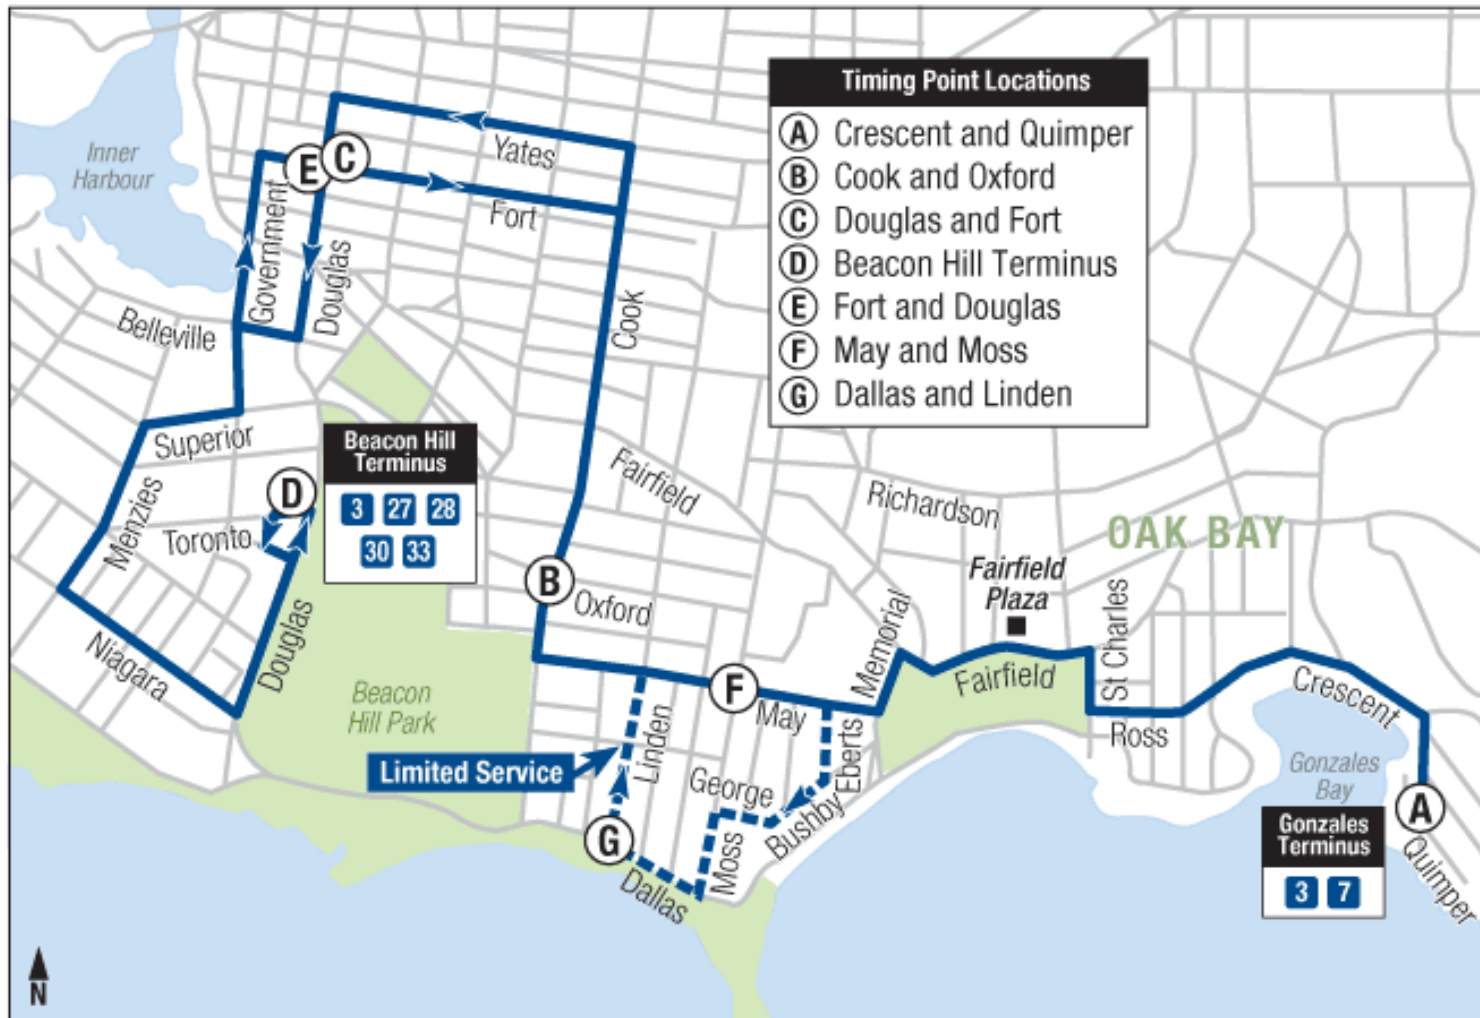 Timing Point Locations
A Crescent and Quimper
B Cook and Oxford
C Douglas and Fort
D Beacon Hill Terminus
E Fort and Douglas
F May and Moss
G Dallas and Linden
Inner
Harbour
Yates
E
C
Fort
Government
Douglas
Belleville
Cook
Superior
Beacon Hill
Terminus
3 27 28
30 33
D
Toronto
Menzies
Fairfield
Richardson
OAK BAY
Fairfield
Plaza
B
Oxford
Niagara
Douglas
Memorial
St Charles
Fairfield
Crescent
Beacon
Hill Park
F
May
Ross
Linden
Eberts
Limited Service
George
Bushby
Gonzales
Bay
G
Moss
Dallas
A
Quimper
Gonzales
Terminus
3 7
N